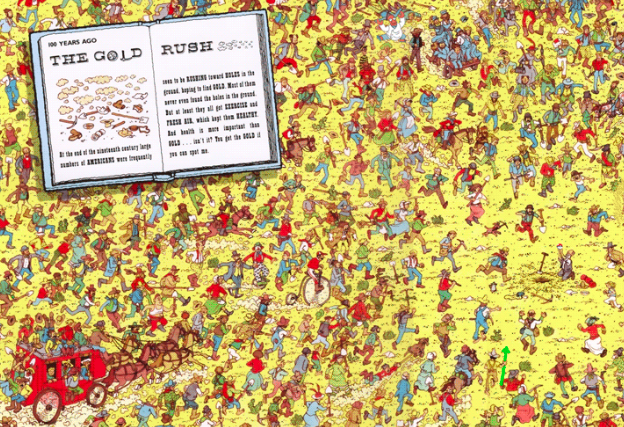 100 YEARS AGO
THE GOLD RUSH
At the end of the nineteenth century large
numbers of AMERICANS were frequently
seen to be RUSHING toward HOLES in the
ground, hoping to find GOLD. Most of them
never even found the holes in the ground.
But at least they all got EXERCISE and
FRESH AIR, which kept them HEALTHY.
And health is more important than
GOLD . . . isn't it? You get the GOLD if
you can spot me.